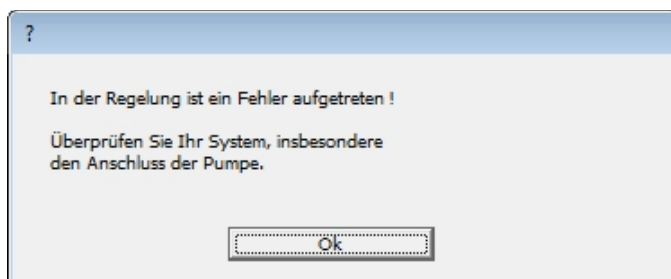 ?
In der Regelung ist ein Fehler aufgetreten !
Überprüfen Sie Ihr System, insbesondere
den Anschluss der Pumpe.
Ok